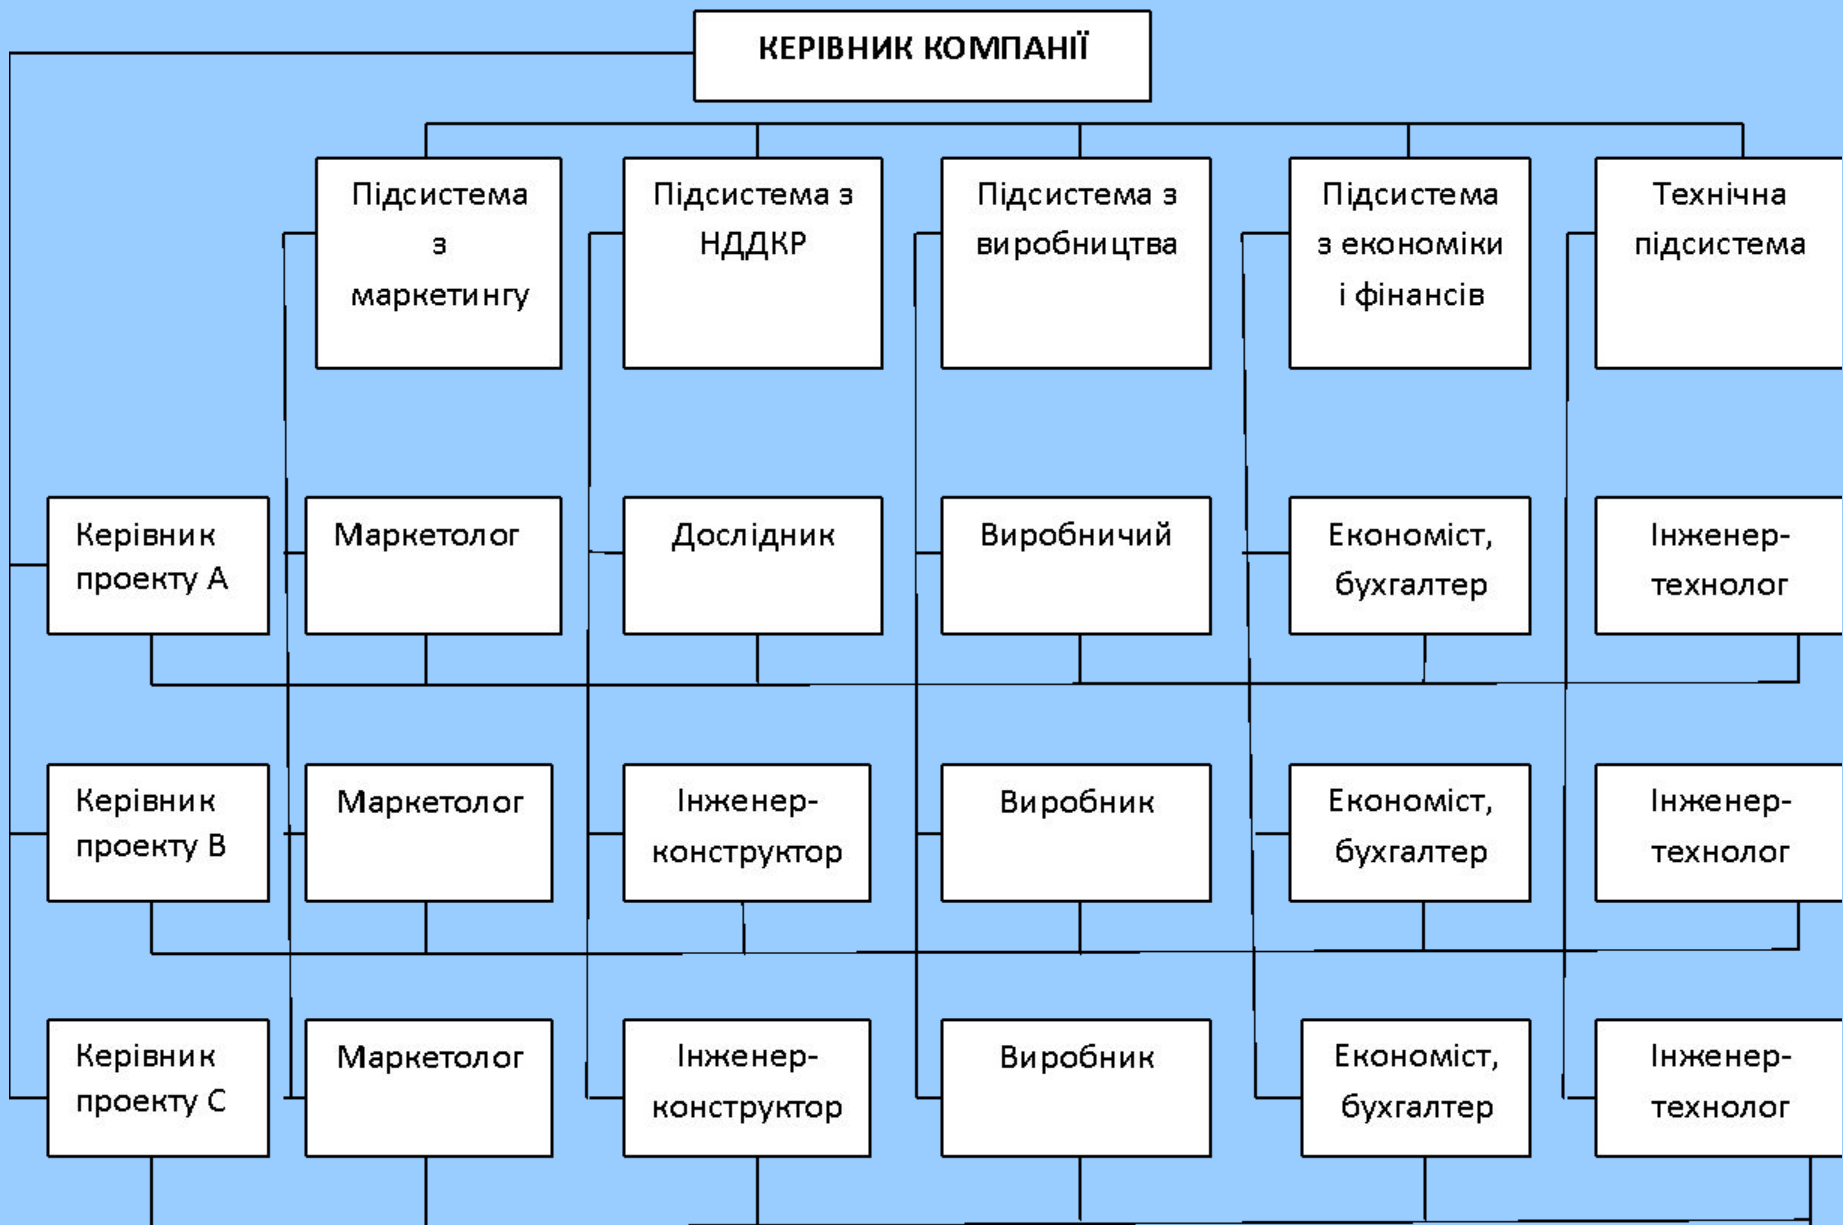 КЕРІВНИК КОМПАНІЇ
Підсистема
з
маркетингу
Підсистема з
НДДКР
Підсистема з
виробництва
Підсистема
з економіки
і фінансів
Технічна
підсистема
Керівник
проекту А
Маркетолог
Дослідник
Виробничий
Економіст,
бухгалтер
Інженер-
технолог
Керівник
проекту В
Маркетолог
Інженер-
конструктор
Виробник
Економіст,
бухгалтер
Інженер-
технолог
Керівник
проекту С
Маркетолог
Інженер-
конструктор
Виробник
Економіст,
бухгалтер
Інженер-
технолог